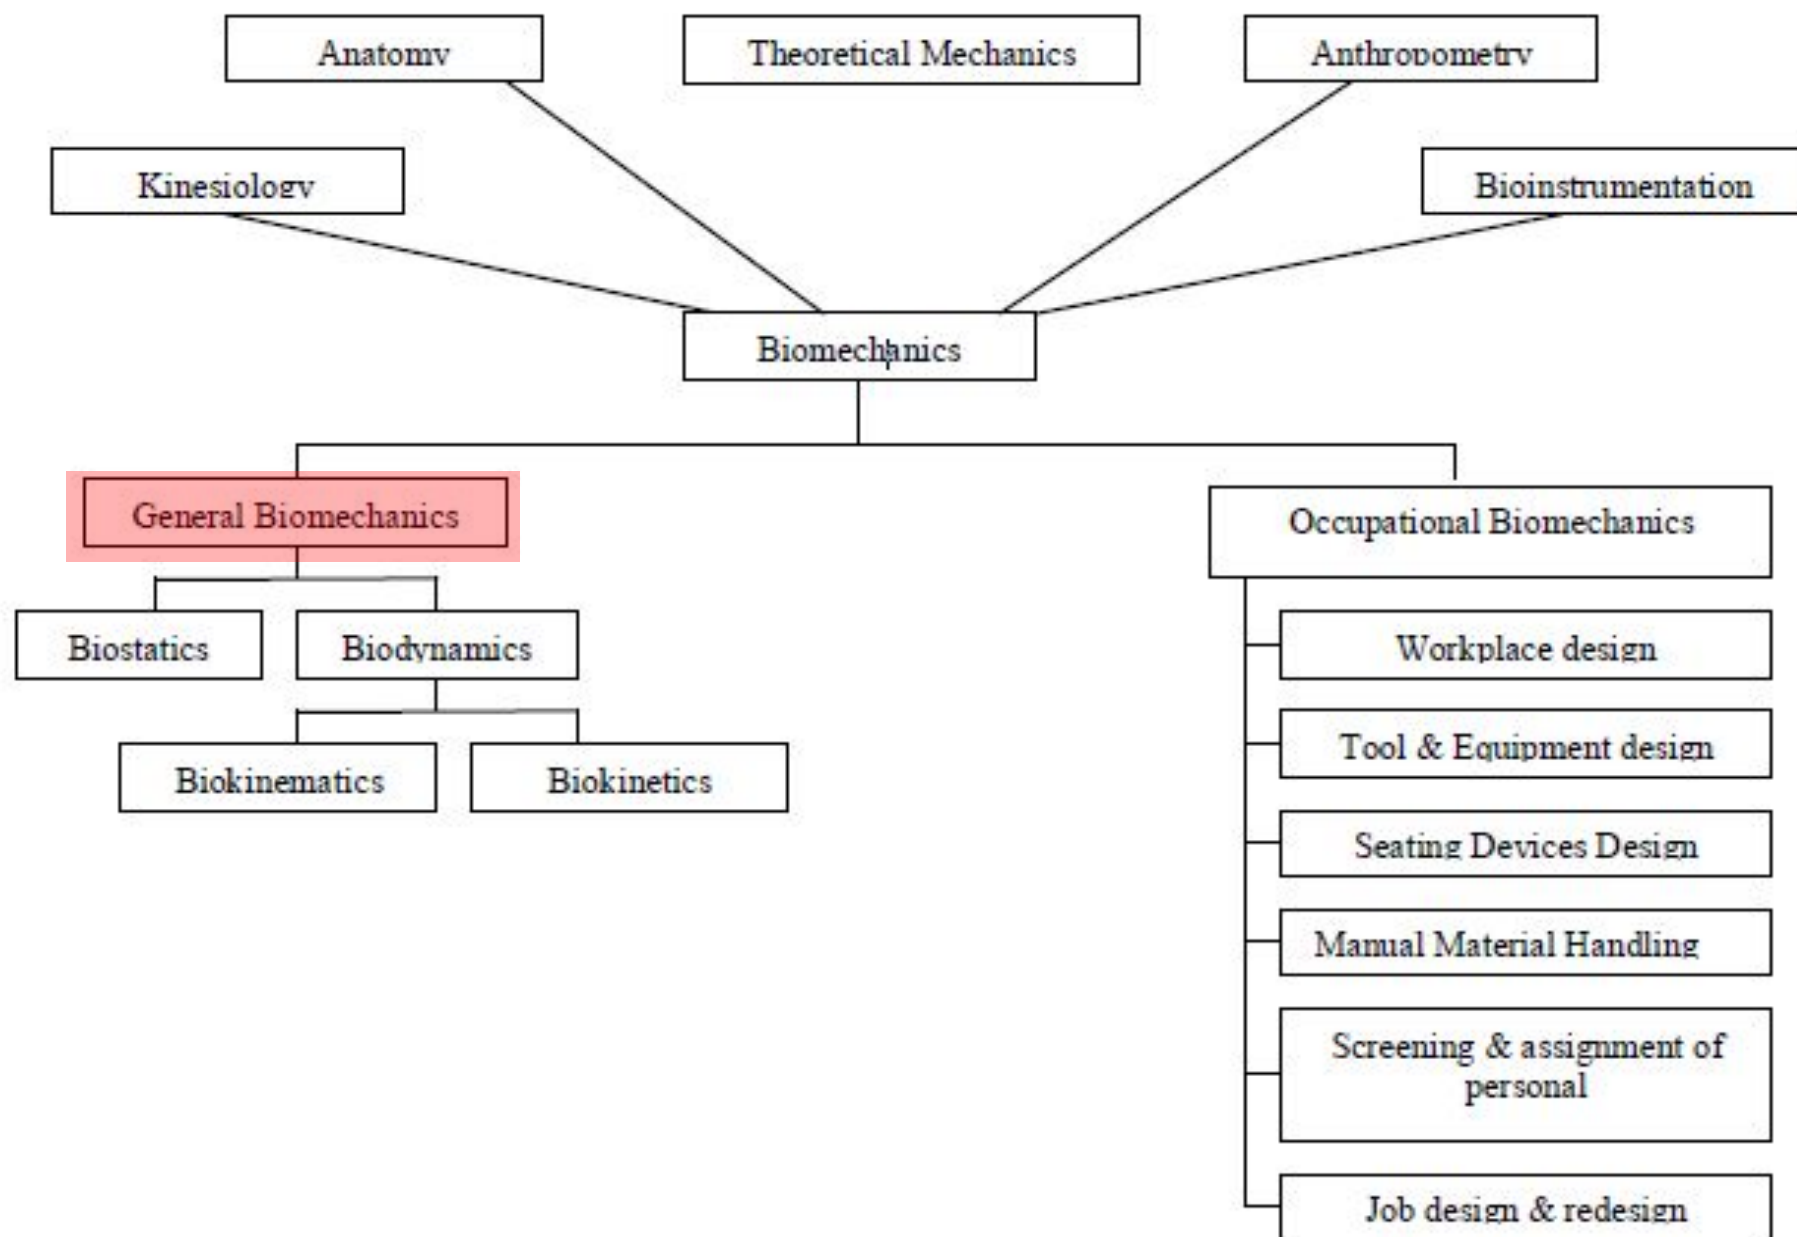 Anatomy
Theoretical Mechanics
Anthropometry
Kinesiology
Bioinstrumentation
Biomechanics
General Biomechanics
Occupational Biomechanics
Biostatics
Biodynamics
Workplace design
Tool & Equipment design
Biokinematics
Biokinetics
Seating Devices Design
Manual Material Handling
Screening & assignment of
personal
Job design & redesign